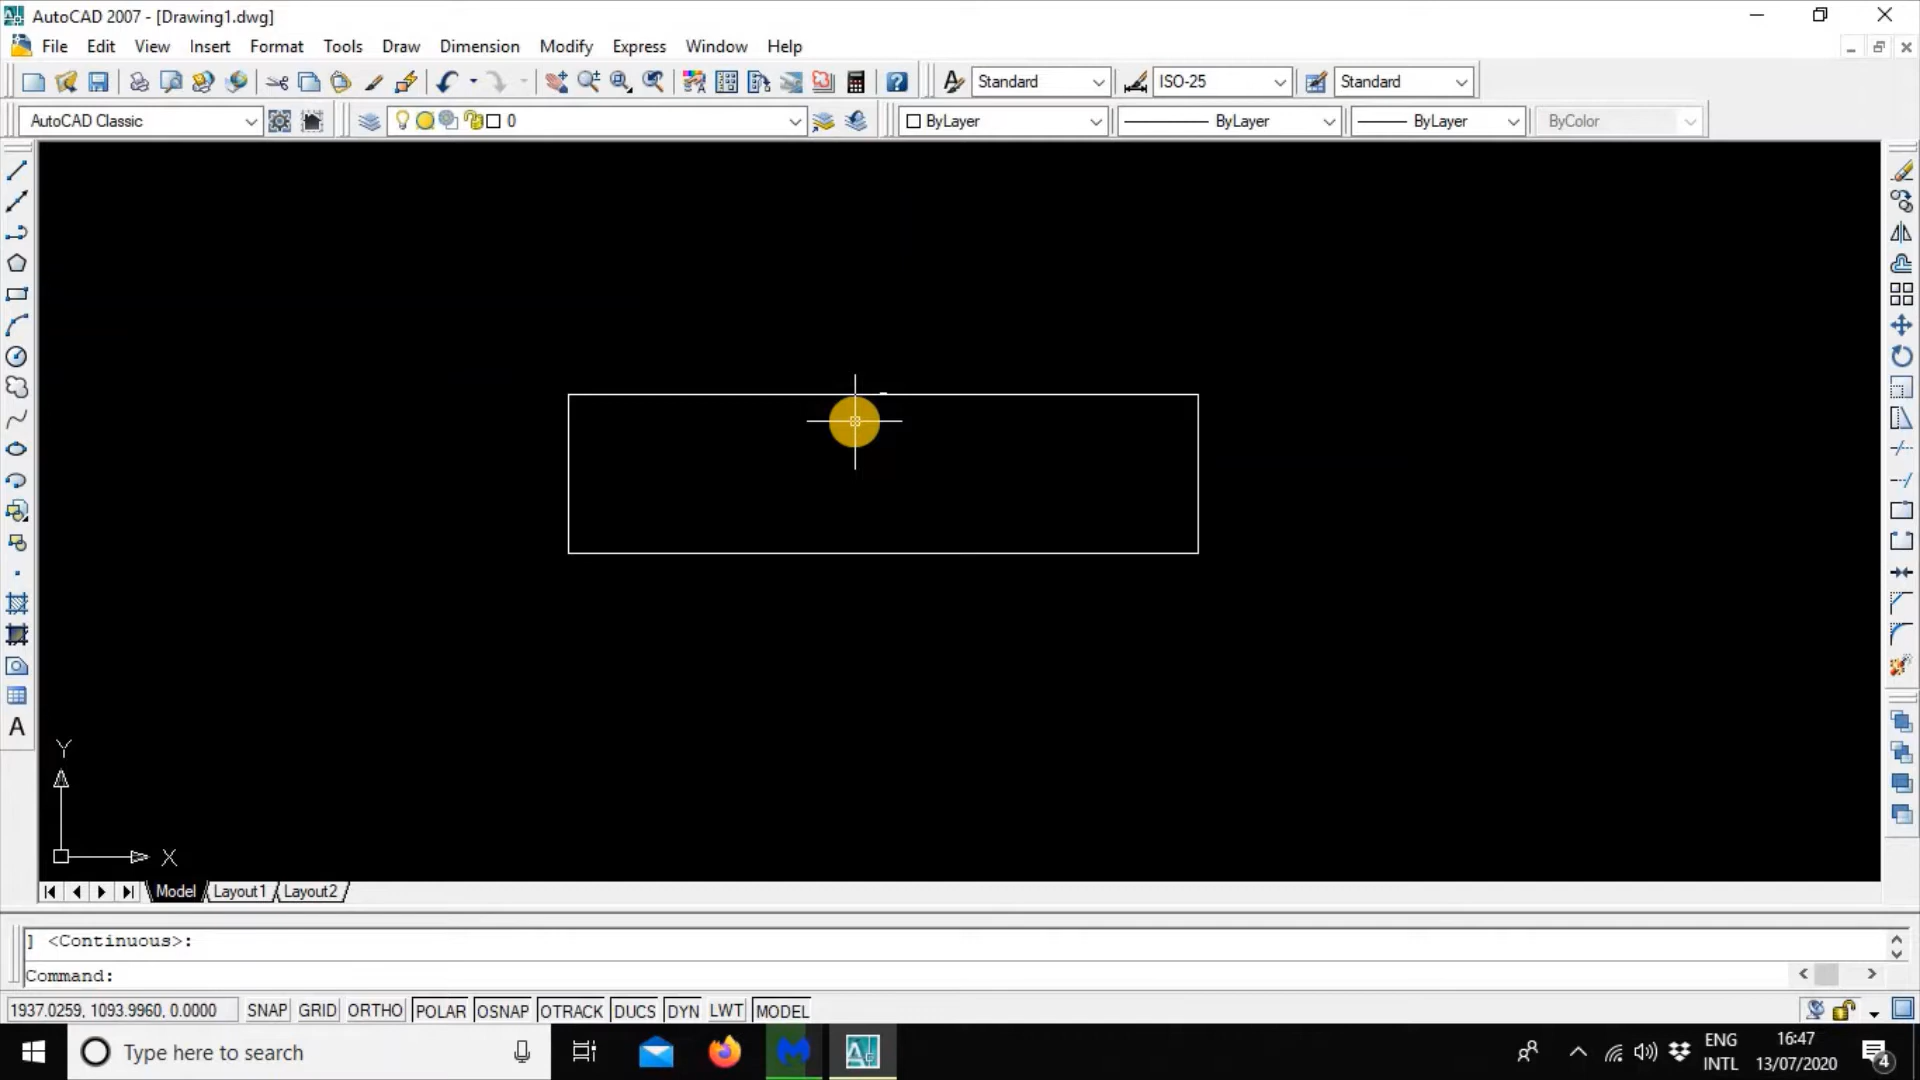 AutoCAD 2007 - [Drawing1.dwg]
File Edit View Insert Format Tools Draw Dimension Modify Express Window Help
Standard ISO-25 Standard
AutoCAD Classic 0 ByLayer ByLayer ByLayer ByColor
Y
X
Model Layout1 Layout2
] <Continuous>:
Command:
1937.0259, 1093.9960, 0.0000 SNAP GRID ORTHO POLAR OSNAP OTRACK DUCS DYN LWT MODEL
Type here to search
ENG 16:47
INTL 13/07/2020 4